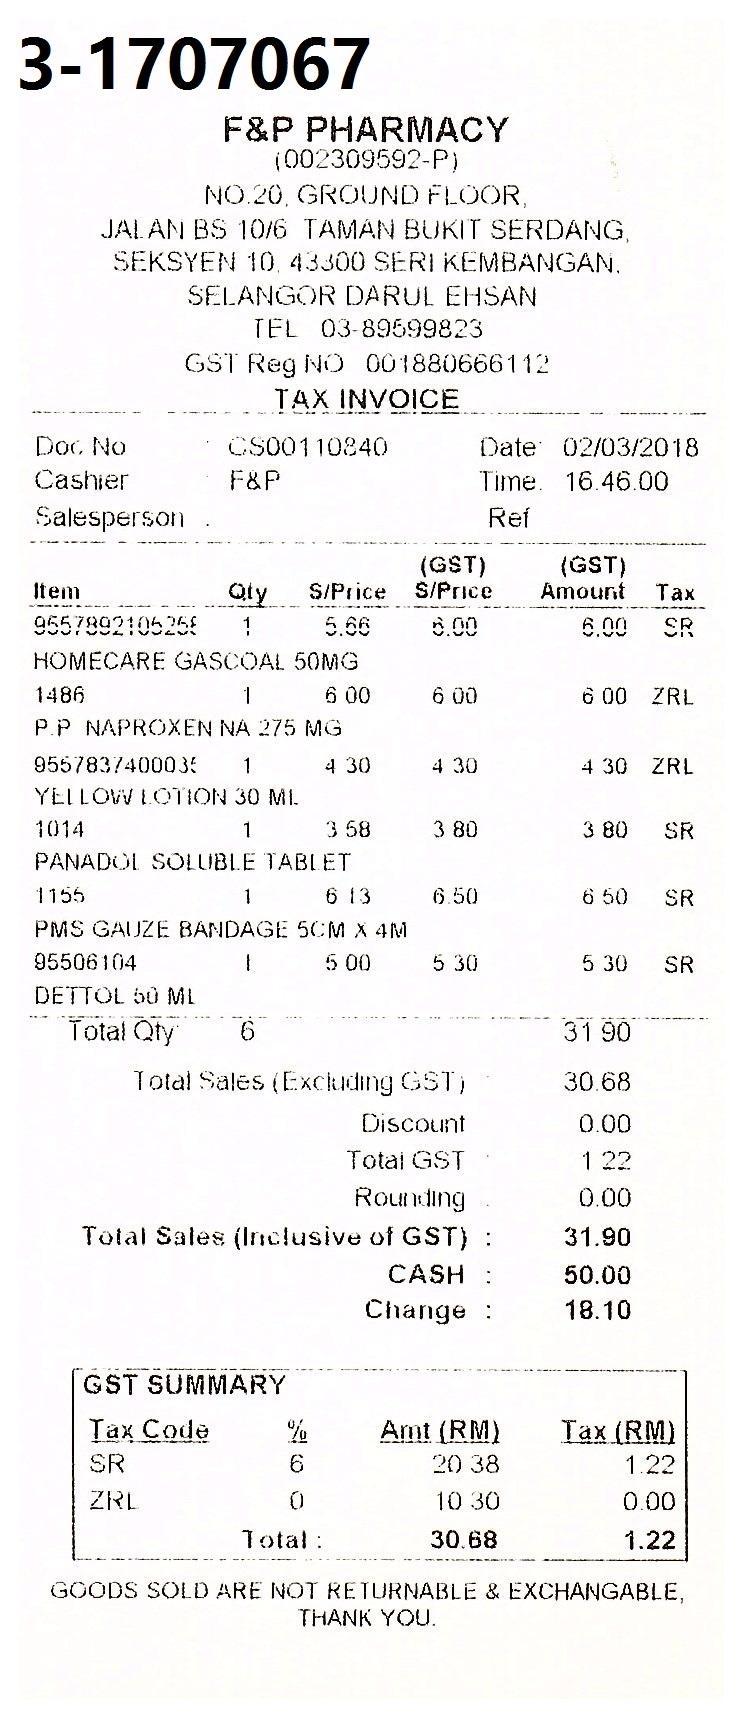 3-1707067
F&P PHARMACY
(002309592-P)
NO.20, GROUND FLOOR,
JALAN BS 10/6 TAMAN BUKIT SERDANG,
SEKSYEN 10, 43300 SERI KEMBANGAN,
SELANGOR DARUL EHSAN
TEL 03-89599823
GST Reg NO 001880666112
TAX INVOICE
Doc No : CS00110840 Date: 02/03/2018
Cashier : F&P Time: 16:46:00
Salesperson : Ref
(GST) (GST)
Item Qty S/Price S/Price Amount Tax
1 5.66 6.00 6.00 SR
HOMECARE GASCOAL 50MG
1486 1 6.00 6.00 6.00 ZRL
P.P NAPROXEN NA 275 MG
1 4.30 4.30 4.30 ZRL
YELLOW LOTION 30 ML
1014 1 3.58 3.80 3.80 SR
PANADOL SOLUBLE TABLET
1155 1 6.13 6.50 6.50 SR
PMS GAUZE BANDAGE 5CM X 4M
95506104 1 5.00 5.30 5.30 SR
DETTOL 50 ML
Total Qty 6 31.90
Total Sales (Excluding GST) : 30.68
Discount 0.00
Total GST : 1.22
Rounding : 0.00
Total Sales (Inclusive of GST) : 31.90
CASH : 50.00
Change : 18.10
GST SUMMARY
Tax Code % Amt (RM) Tax (RM)
SR 6 20.38 1.22
ZRL 0 10.30 0.00
Total : 30.68 1.22
GOODS SOLD ARE NOT RETURNABLE & EXCHANGABLE,
THANK YOU.